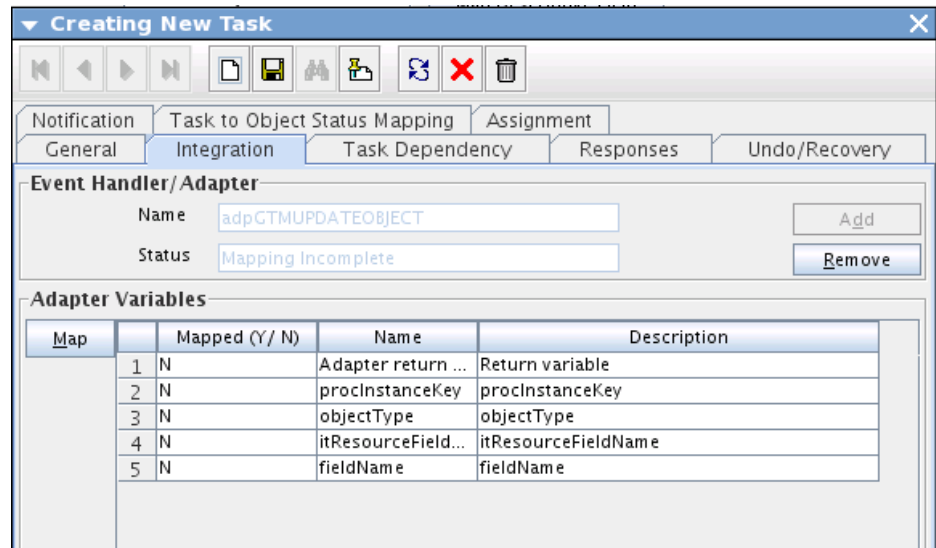 Creating New Task
Notification Task to Object Status Mapping Assignment
General Integration Task Dependency Responses Undo/Recovery
Event Handler/Adapter
Name adpGTMUPDATEOBJECT Add
Status Mapping Incomplete Remove
Adapter Variables
Map Mapped (Y/ N) Name Description
1 N Adapter return ... Return variable
2 N procInstanceKey procInstanceKey
3 N objectType objectType
4 N itResourceField... itResourceFieldName
5 N fieldName fieldName